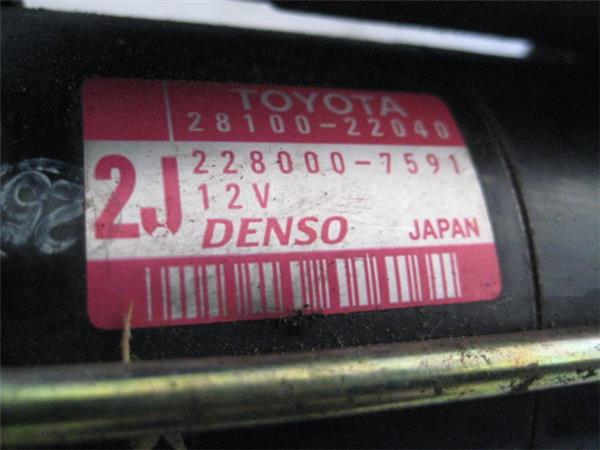 TOYOTA
28100-22040
2J
228000-7591
12V
DENSO
JAPAN